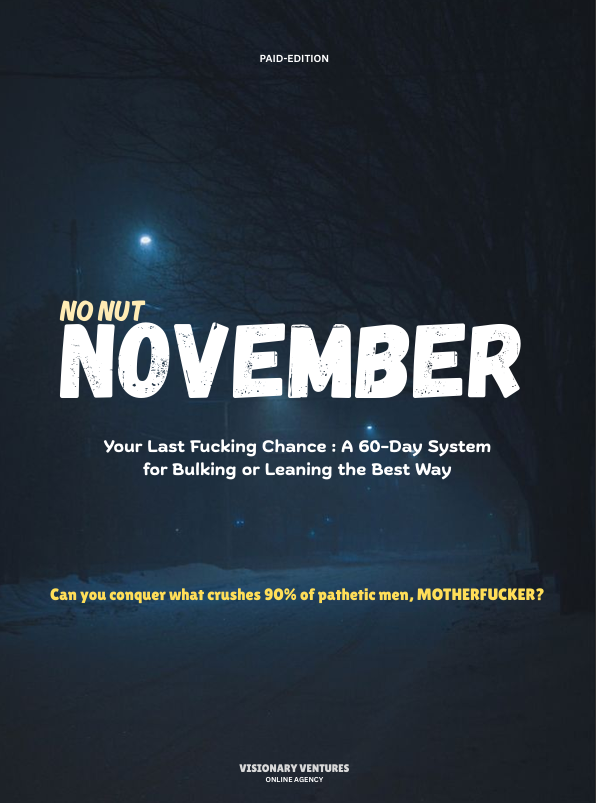 PAID-EDITION
NO NUT
NOVEMBER
Your Last Fucking Chance : A 60-Day System
for Bulking or Leaning the Best Way
Can you conquer what crushes 90% of pathetic men, MOTHERFUCKER?
VISIONARY VENTURES
ONLINE AGENCY